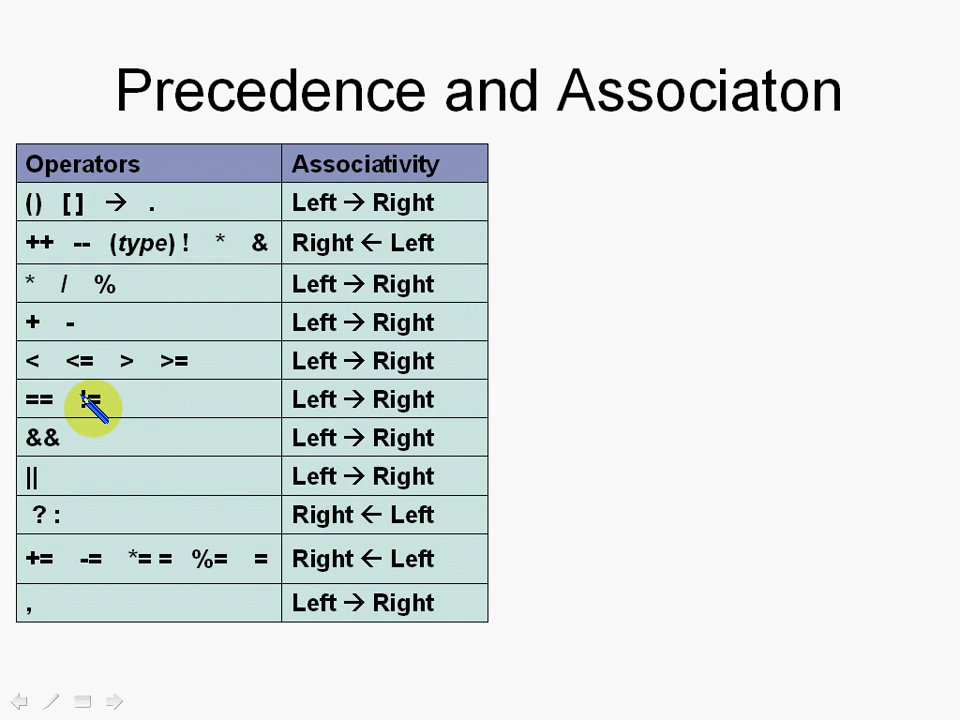 Precedence and Associaton
Operators Associativity
() [ ] → . Left → Right
++ -- (type) ! * & Right ← Left
* / % Left → Right
+ - Left → Right
< <= > >= Left → Right
== != Left → Right
&& Left → Right
|| Left → Right
? : Right ← Left
+= -= *= = %= = Right ← Left
, Left → Right